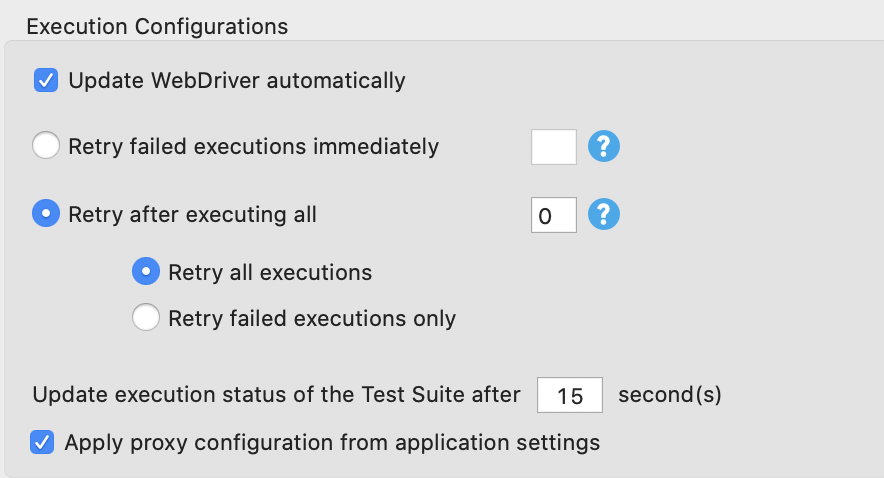 Execution Configurations
Update WebDriver automatically
Retry failed executions immediately ?
Retry after executing all 0 ?
Retry all executions
Retry failed executions only
Update execution status of the Test Suite after 15 second(s)
Apply proxy configuration from application settings